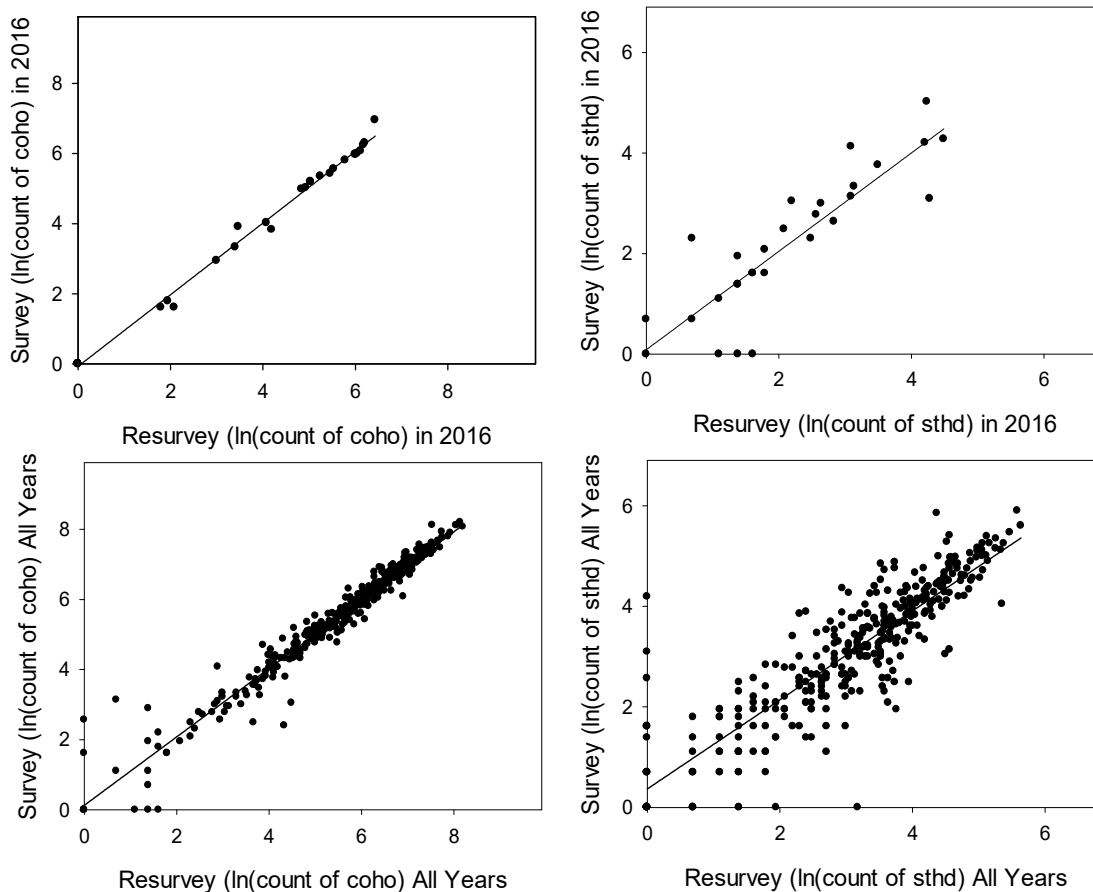 Survey (ln(count of coho) in 2016
8
6
4
2
0
0 2 4 6 8
Resurvey (ln(count of coho) in 2016
Survey (ln(count of sthd) in 2016
6
4
2
0
0 2 4 6
Resurvey (ln(count of sthd) in 2016
Survey (ln(count of coho) All Years
8
6
4
2
0
0 2 4 6 8
Resurvey (ln(count of coho) All Years
Survey (ln(count of sthd) All Years
6
4
2
0
0 2 4 6
Resurvey (ln(count of sthd) All Years